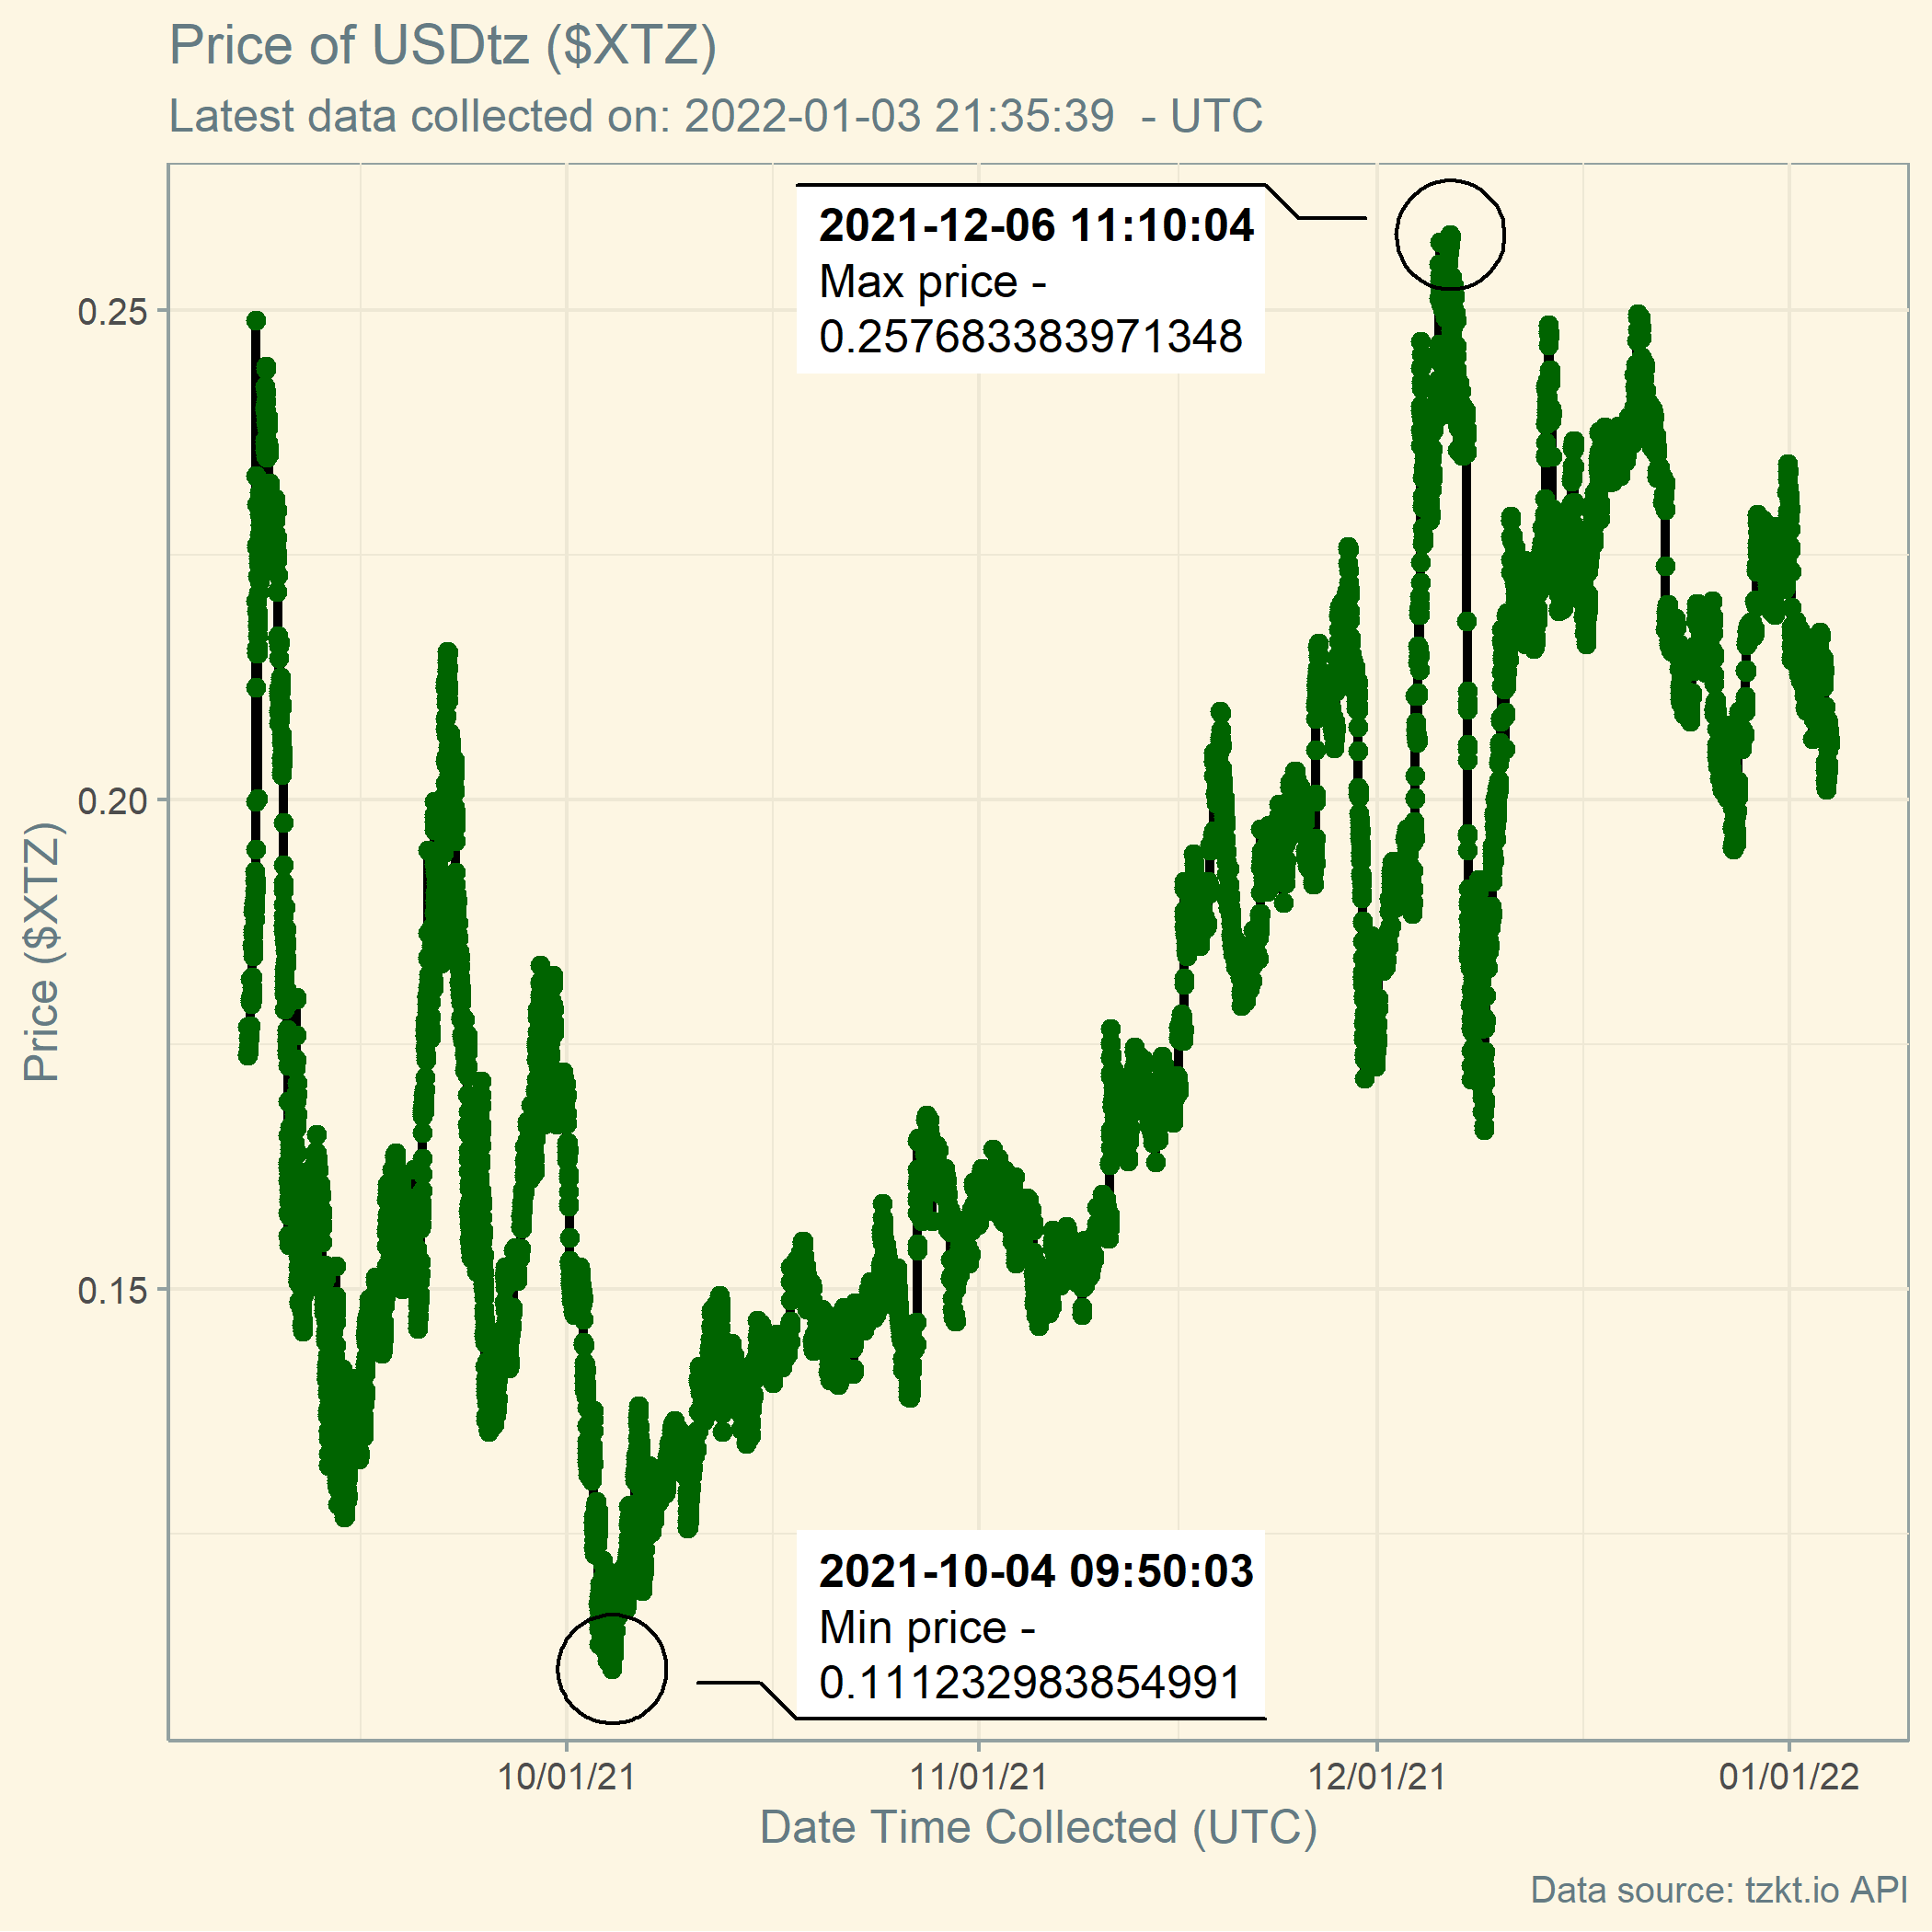 Price of USDtz ($XTZ)
Latest data collected on: 2022-01-03 21:35:39  - UTC
2021-12-06 11:10:04
Max price -
0.257683383971348
0.25
0.20
0.15
Price ($XTZ)
2021-10-04 09:50:03
Min price -
0.111232983854991
10/01/21
11/01/21
12/01/21
01/01/22
Date Time Collected (UTC)
Data source: tzkt.io API